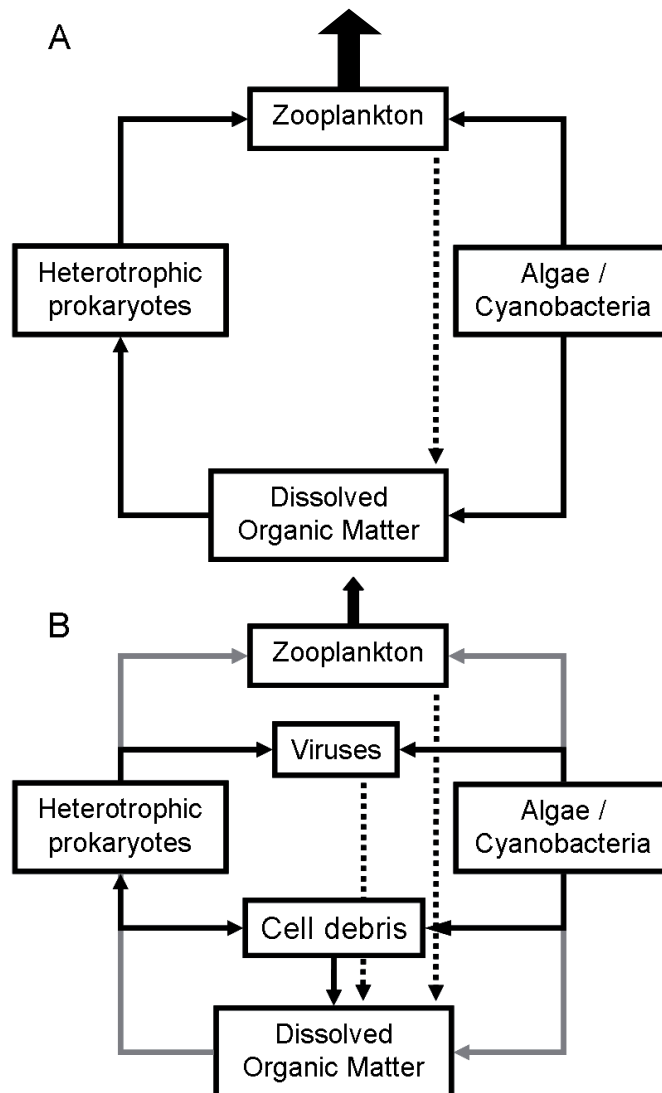 A
Zooplankton
Heterotrophic
prokaryotes
Algae /
Cyanobacteria
Dissolved
Organic Matter
B
Zooplankton
Viruses
Heterotrophic
prokaryotes
Algae /
Cyanobacteria
Cell debris
Dissolved
Organic Matter